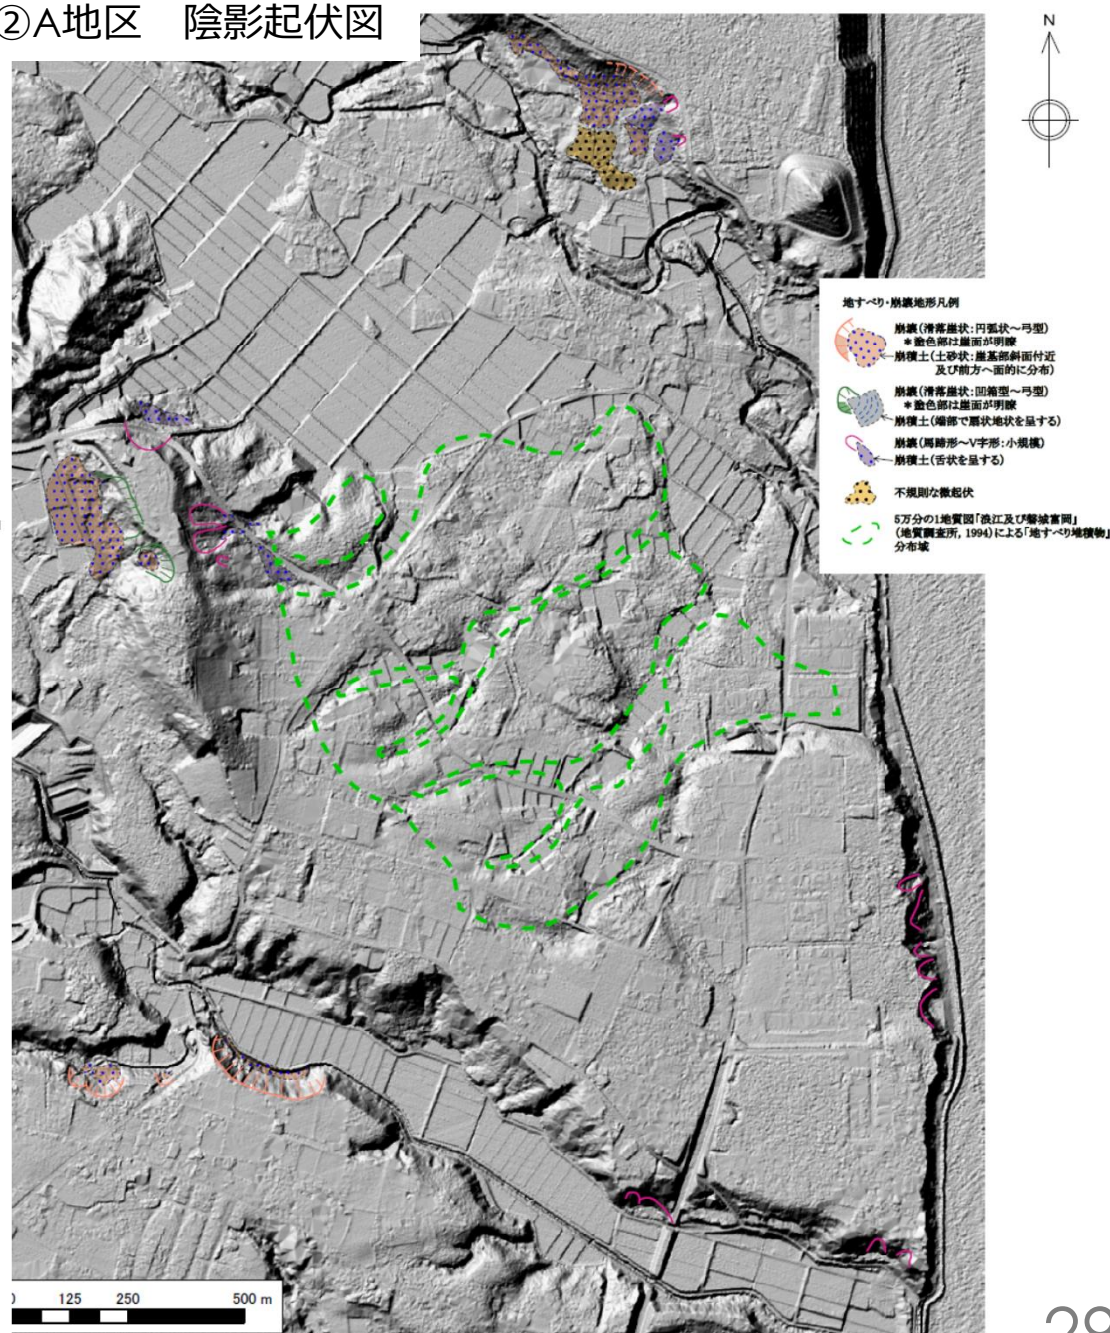 ②A地区 陰影起伏図
N
地すべり・崩壊地形凡例
崩壊(滑落崖状:円弧状～弓型)
＊塗色部は崖面が明瞭
崩積土(土砂状:崖基部斜面付近
及び前方へ面的に分布)
崩壊(滑落崖状:凹箱型～弓型)
＊塗色部は崖面が明瞭
崩積土(端部で扇状地状を呈する)
崩壊(馬蹄形～V字形:小規模)
崩積土(舌状を呈する)
不規則な微起伏
5万分の1地質図「浪江及び磐城富岡」
(地質調査所, 1994)による「地すべり堆積物」
分布域
0 125 250 500 m